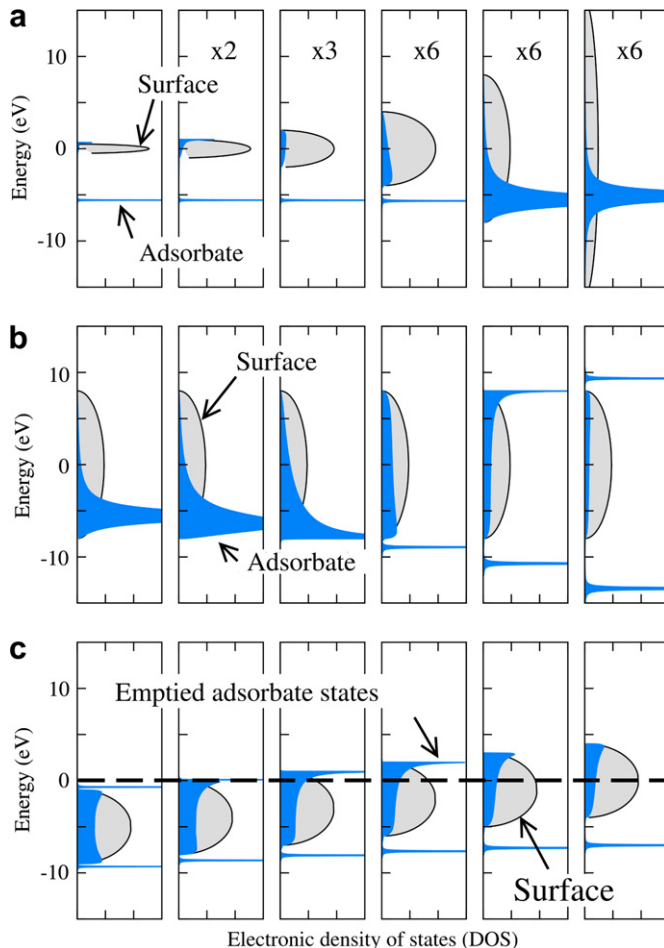 a
x2
x3
x6
x6
x6
Surface
Adsorbate
Energy (eV)
10
0
-10
b
Surface
Adsorbate
Energy (eV)
10
0
-10
c
Emptied adsorbate states
Surface
Energy (eV)
10
0
-10
Electronic density of states (DOS)